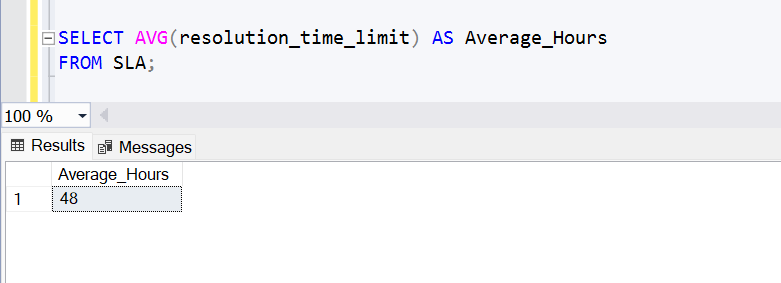 SELECT AVG(resolution_time_limit) AS Average_Hours
FROM SLA;
100 %
Results Messages
Average_Hours
1 48